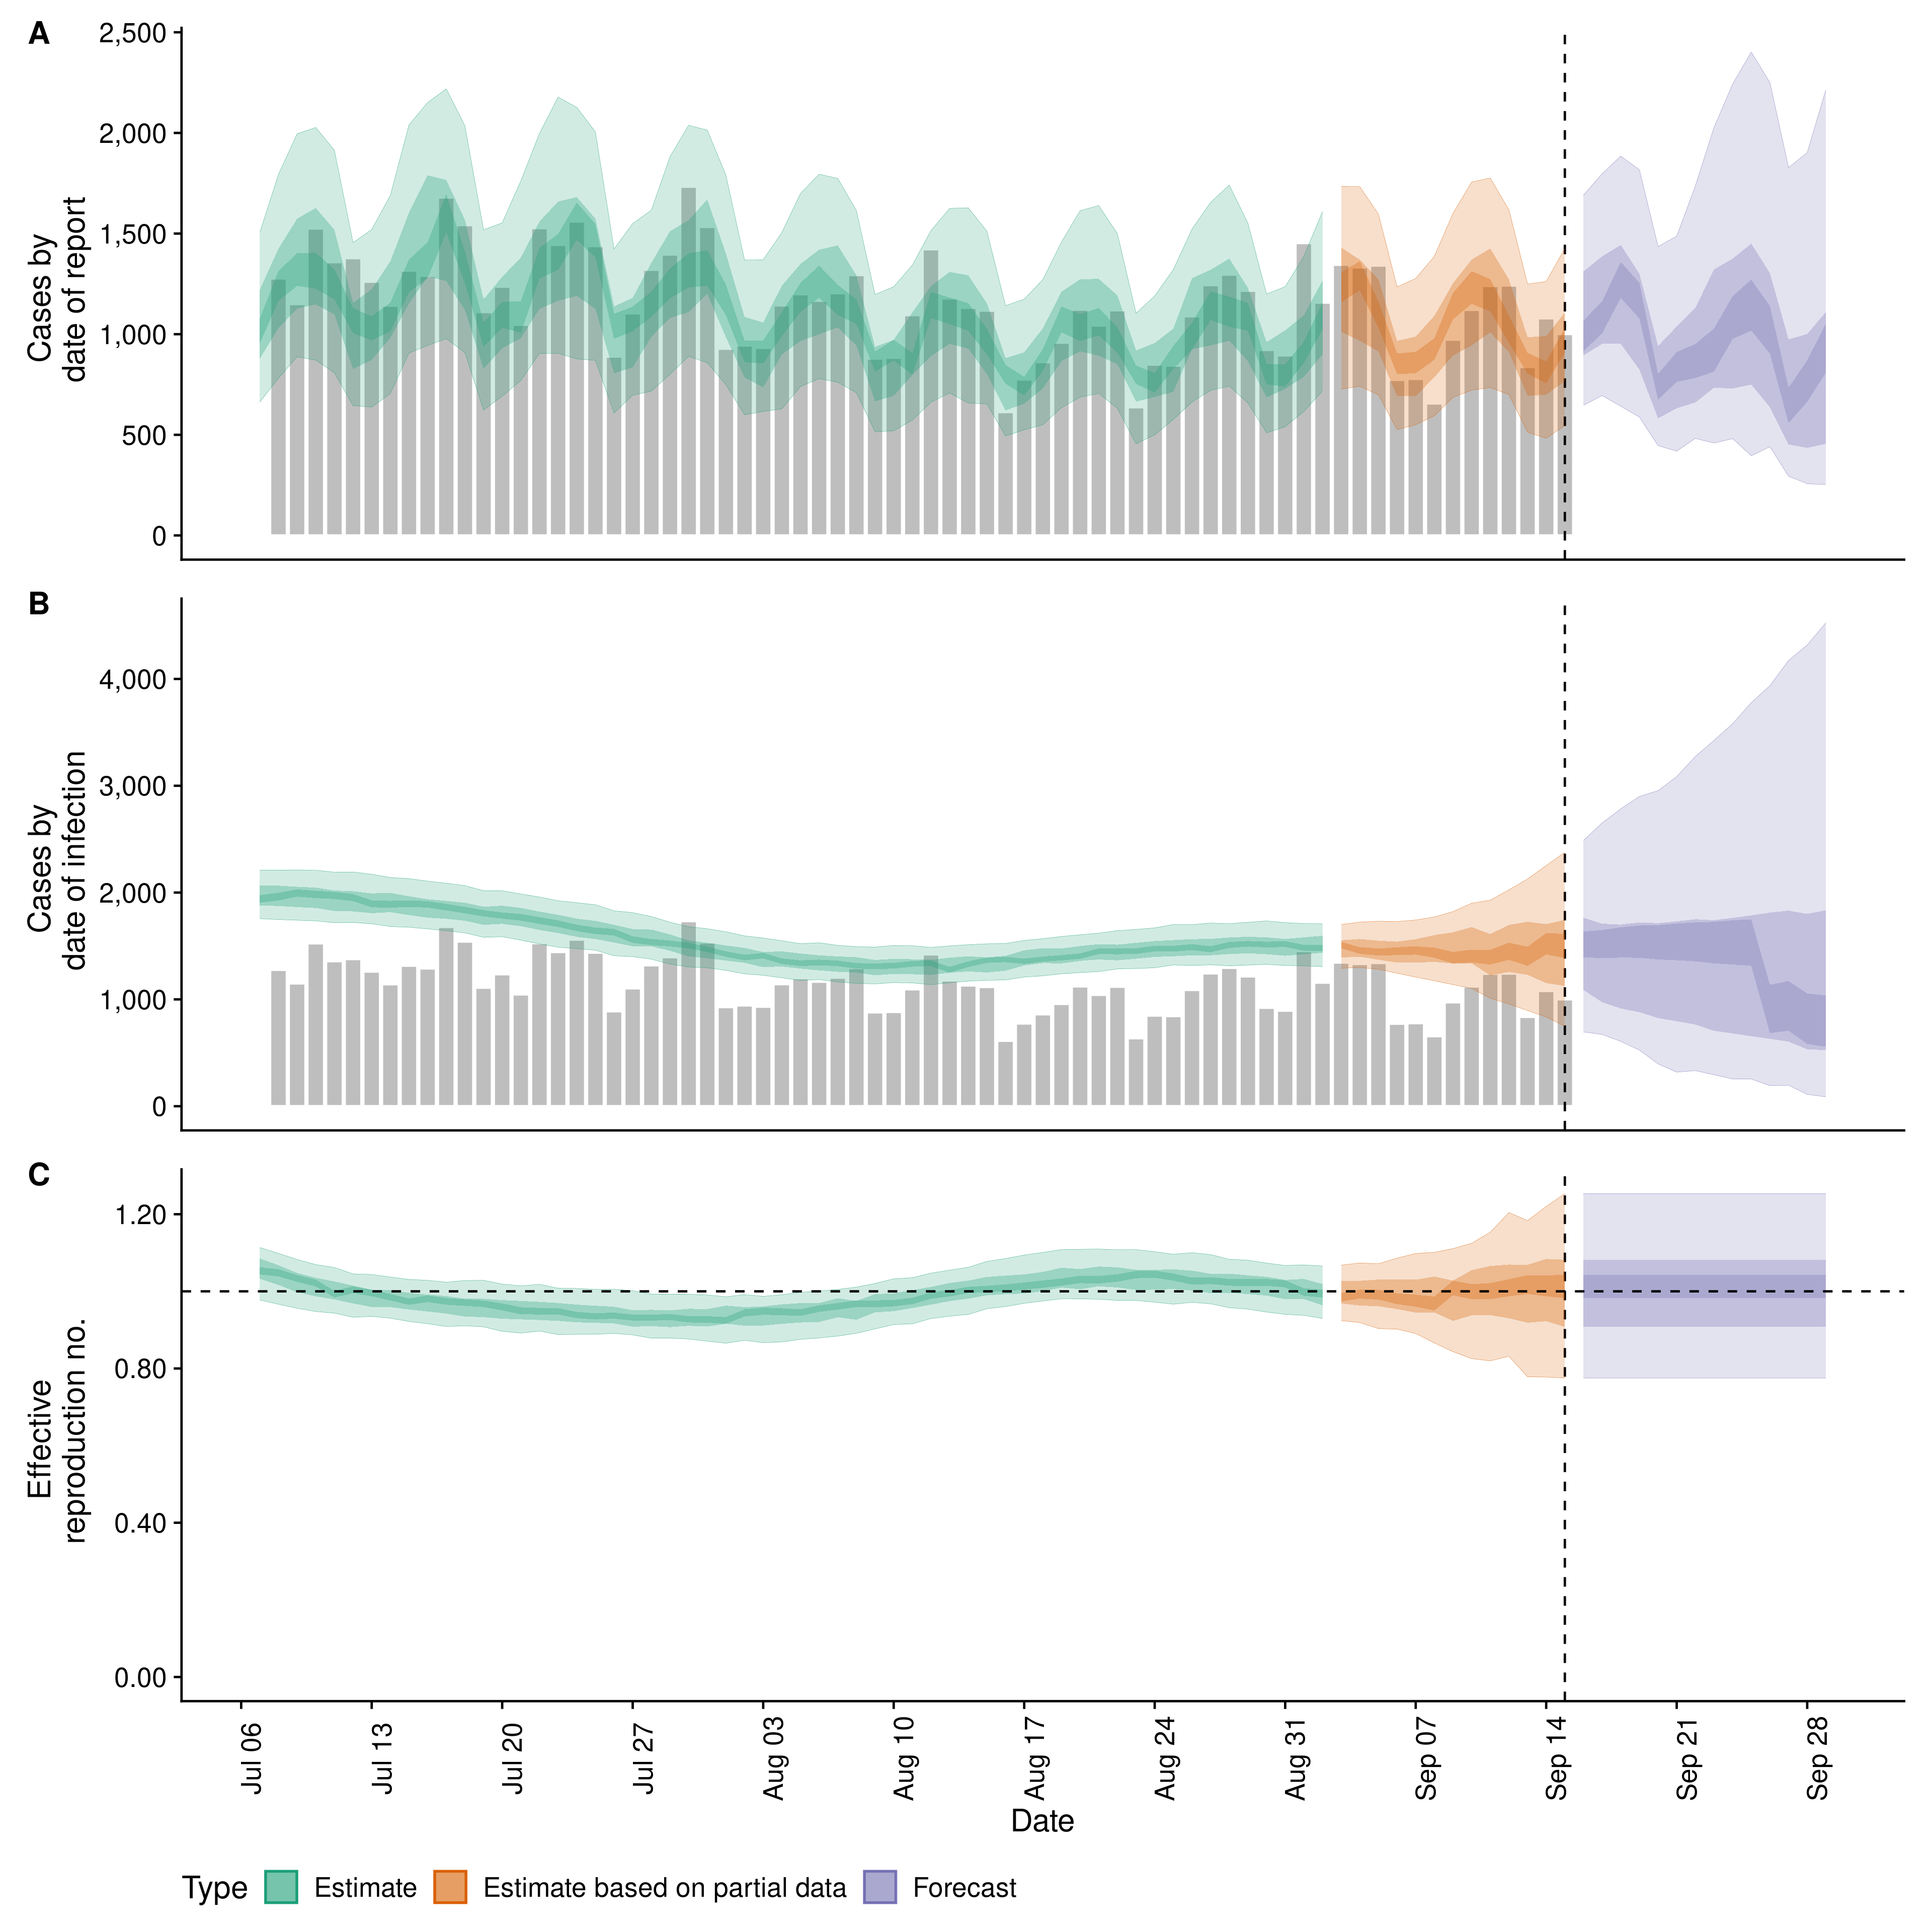 A
2,500
2,000
1,500
1,000
500
0
Cases by
date of report
B
4,000
3,000
2,000
1,000
0
Cases by
date of infection
C
1.20
0.80
0.40
0.00
Effective
reproduction no.
Jul 06
Jul 13
Jul 20
Jul 27
Aug 03
Aug 10
Aug 17
Aug 24
Aug 31
Sep 07
Sep 14
Sep 21
Sep 28
Date
Type Estimate Estimate based on partial data Forecast